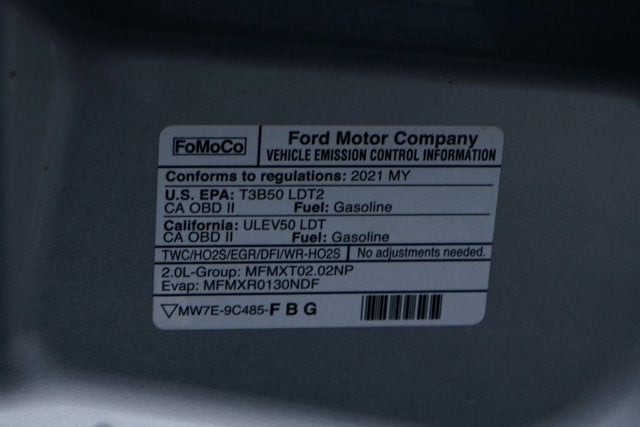 FoMoCo
Ford Motor Company
VEHICLE EMISSION CONTROL INFORMATION
Conforms to regulations: 2021 MY
U.S. EPA: T3B50 LDT2
CA OBD II Fuel: Gasoline
California: ULEV50 LDT
CA OBD II Fuel: Gasoline
TWC/HO2S/EGR/DFI/WR-HO2S No adjustments needed.
2.0L-Group: MFMXT02.02NP
Evap: MFMXR0130NDF
MW7E-9C485-F B G